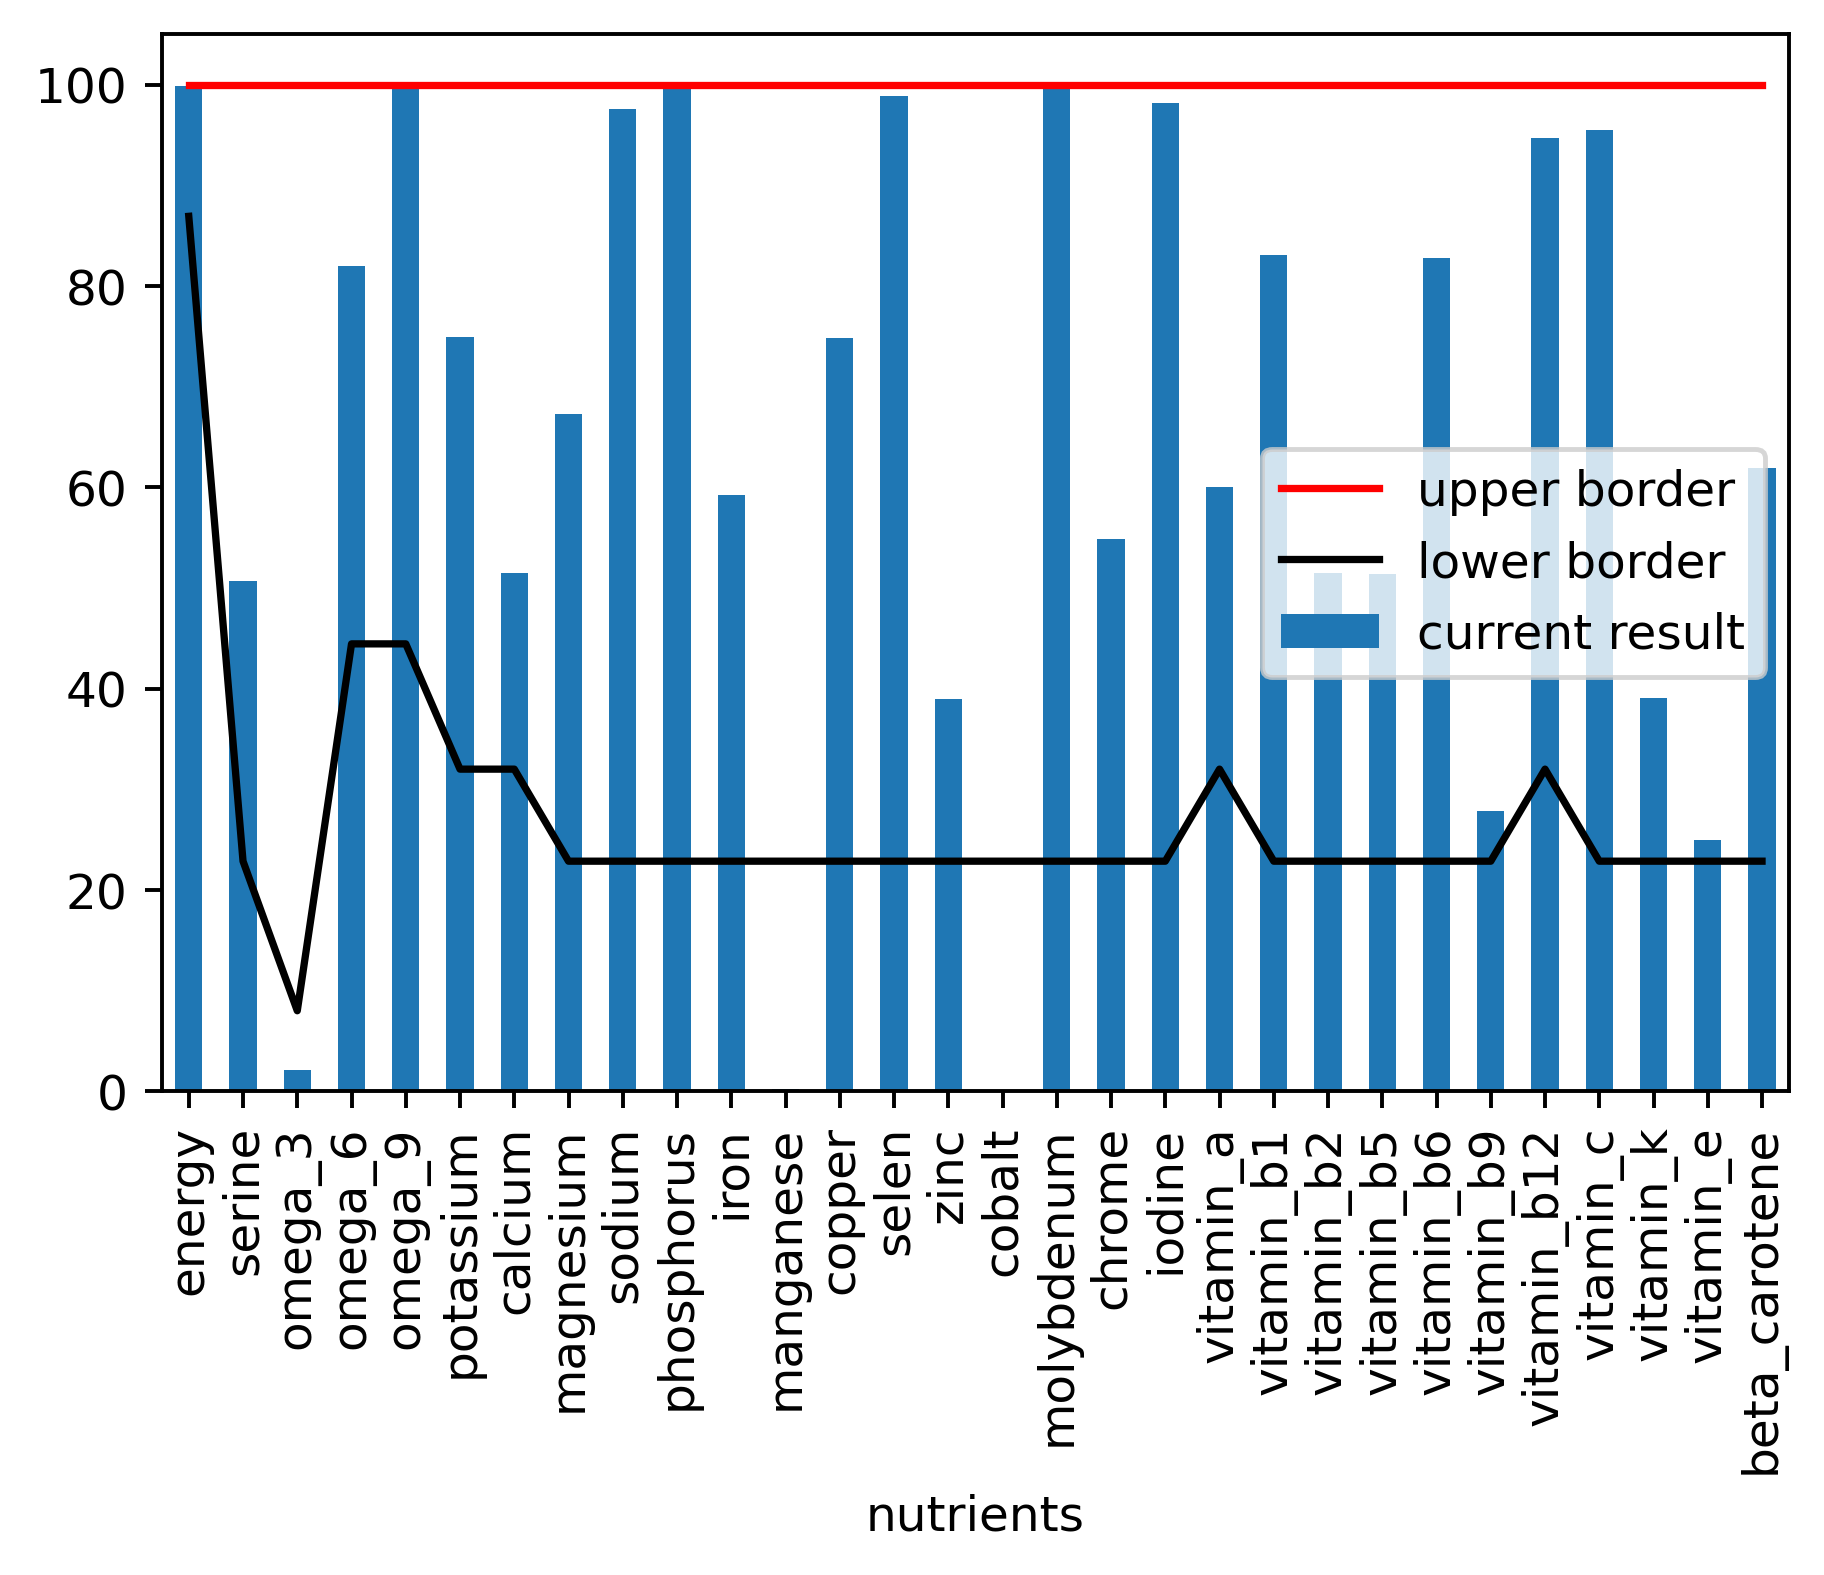 100
80
60
40
20
0
upper border
lower border
current result
energy
serine
omega_3
omega_6
omega_9
potassium
calcium
magnesium
sodium
phosphorus
iron
manganese
copper
selen
zinc
cobalt
molybdenum
chrome
iodine
vitamin_a
vitamin_b1
vitamin_b2
vitamin_b5
vitamin_b6
vitamin_b9
vitamin_b12
vitamin_c
vitamin_k
vitamin_e
beta_carotene
nutrients